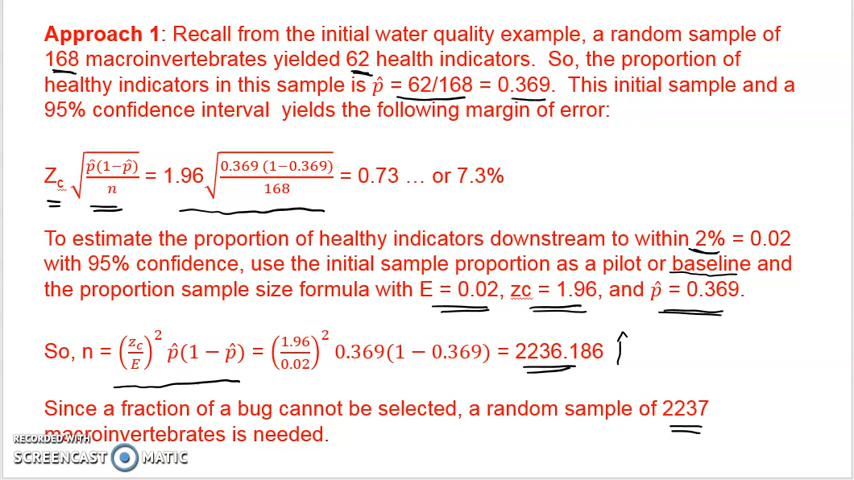 Approach 1: Recall from the initial water quality example, a random sample of
168 macroinvertebrates yielded 62 health indicators.  So, the proportion of
healthy indicators in this sample is p̂ = 62/168 = 0.369.  This initial sample and a
95% confidence interval  yields the following margin of error:
Zc √(p̂(1−p̂)/n) = 1.96 √(0.369 (1−0.369)/168) = 0.73 … or 7.3%
To estimate the proportion of healthy indicators downstream to within 2% = 0.02
with 95% confidence, use the initial sample proportion as a pilot or baseline and
the proportion sample size formula with E = 0.02, zc = 1.96, and p̂ = 0.369.
So, n = (zc/E)² p̂(1 − p̂) = (1.96/0.02)² 0.369(1 − 0.369) = 2236.186
Since a fraction of a bug cannot be selected, a random sample of 2237
macroinvertebrates is needed.
RECORDED WITH
SCREENCAST MATIC